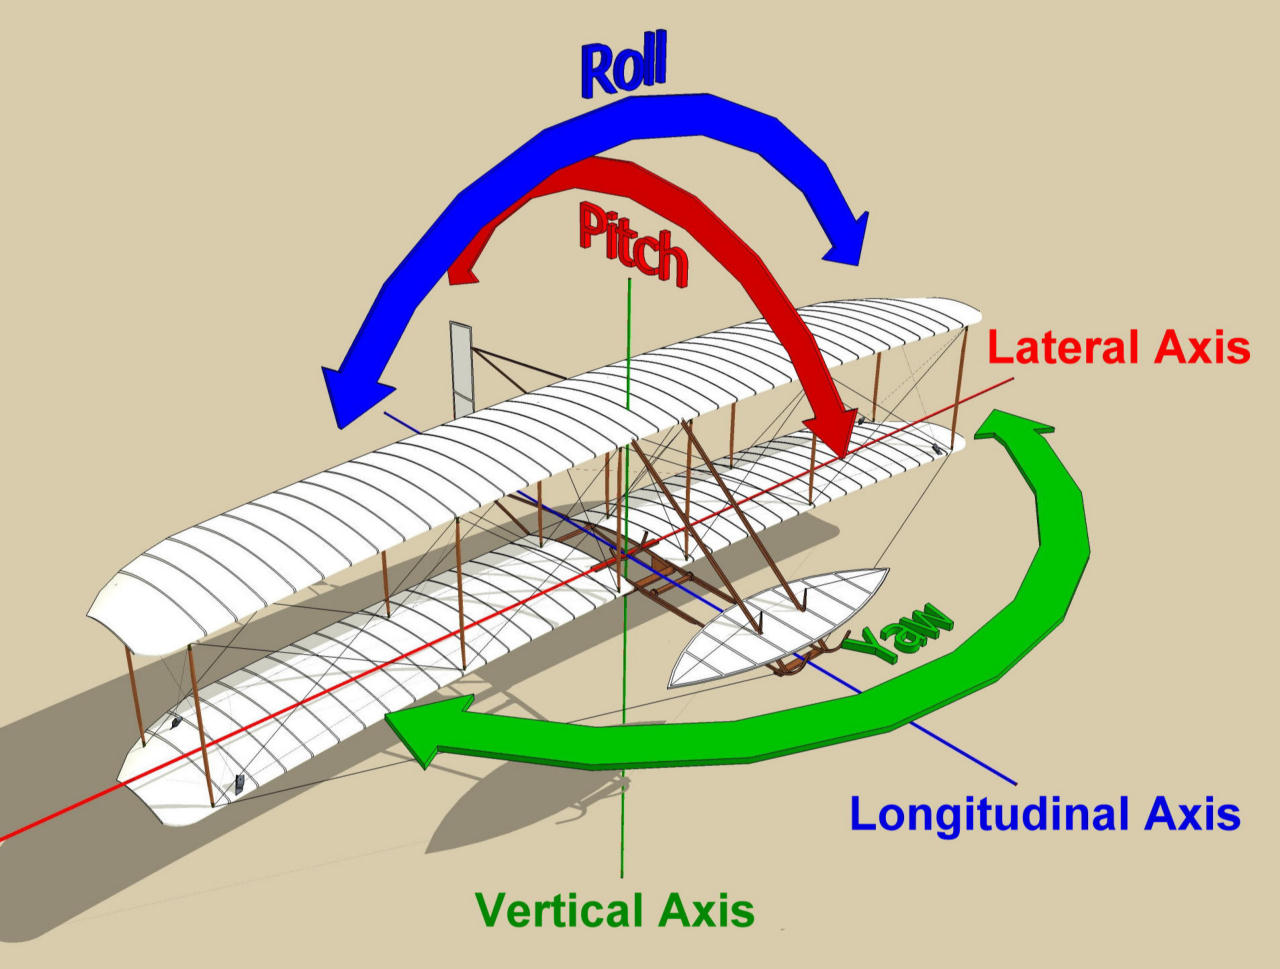 Roll
Pitch
Lateral Axis
Yaw
Longitudinal Axis
Vertical Axis